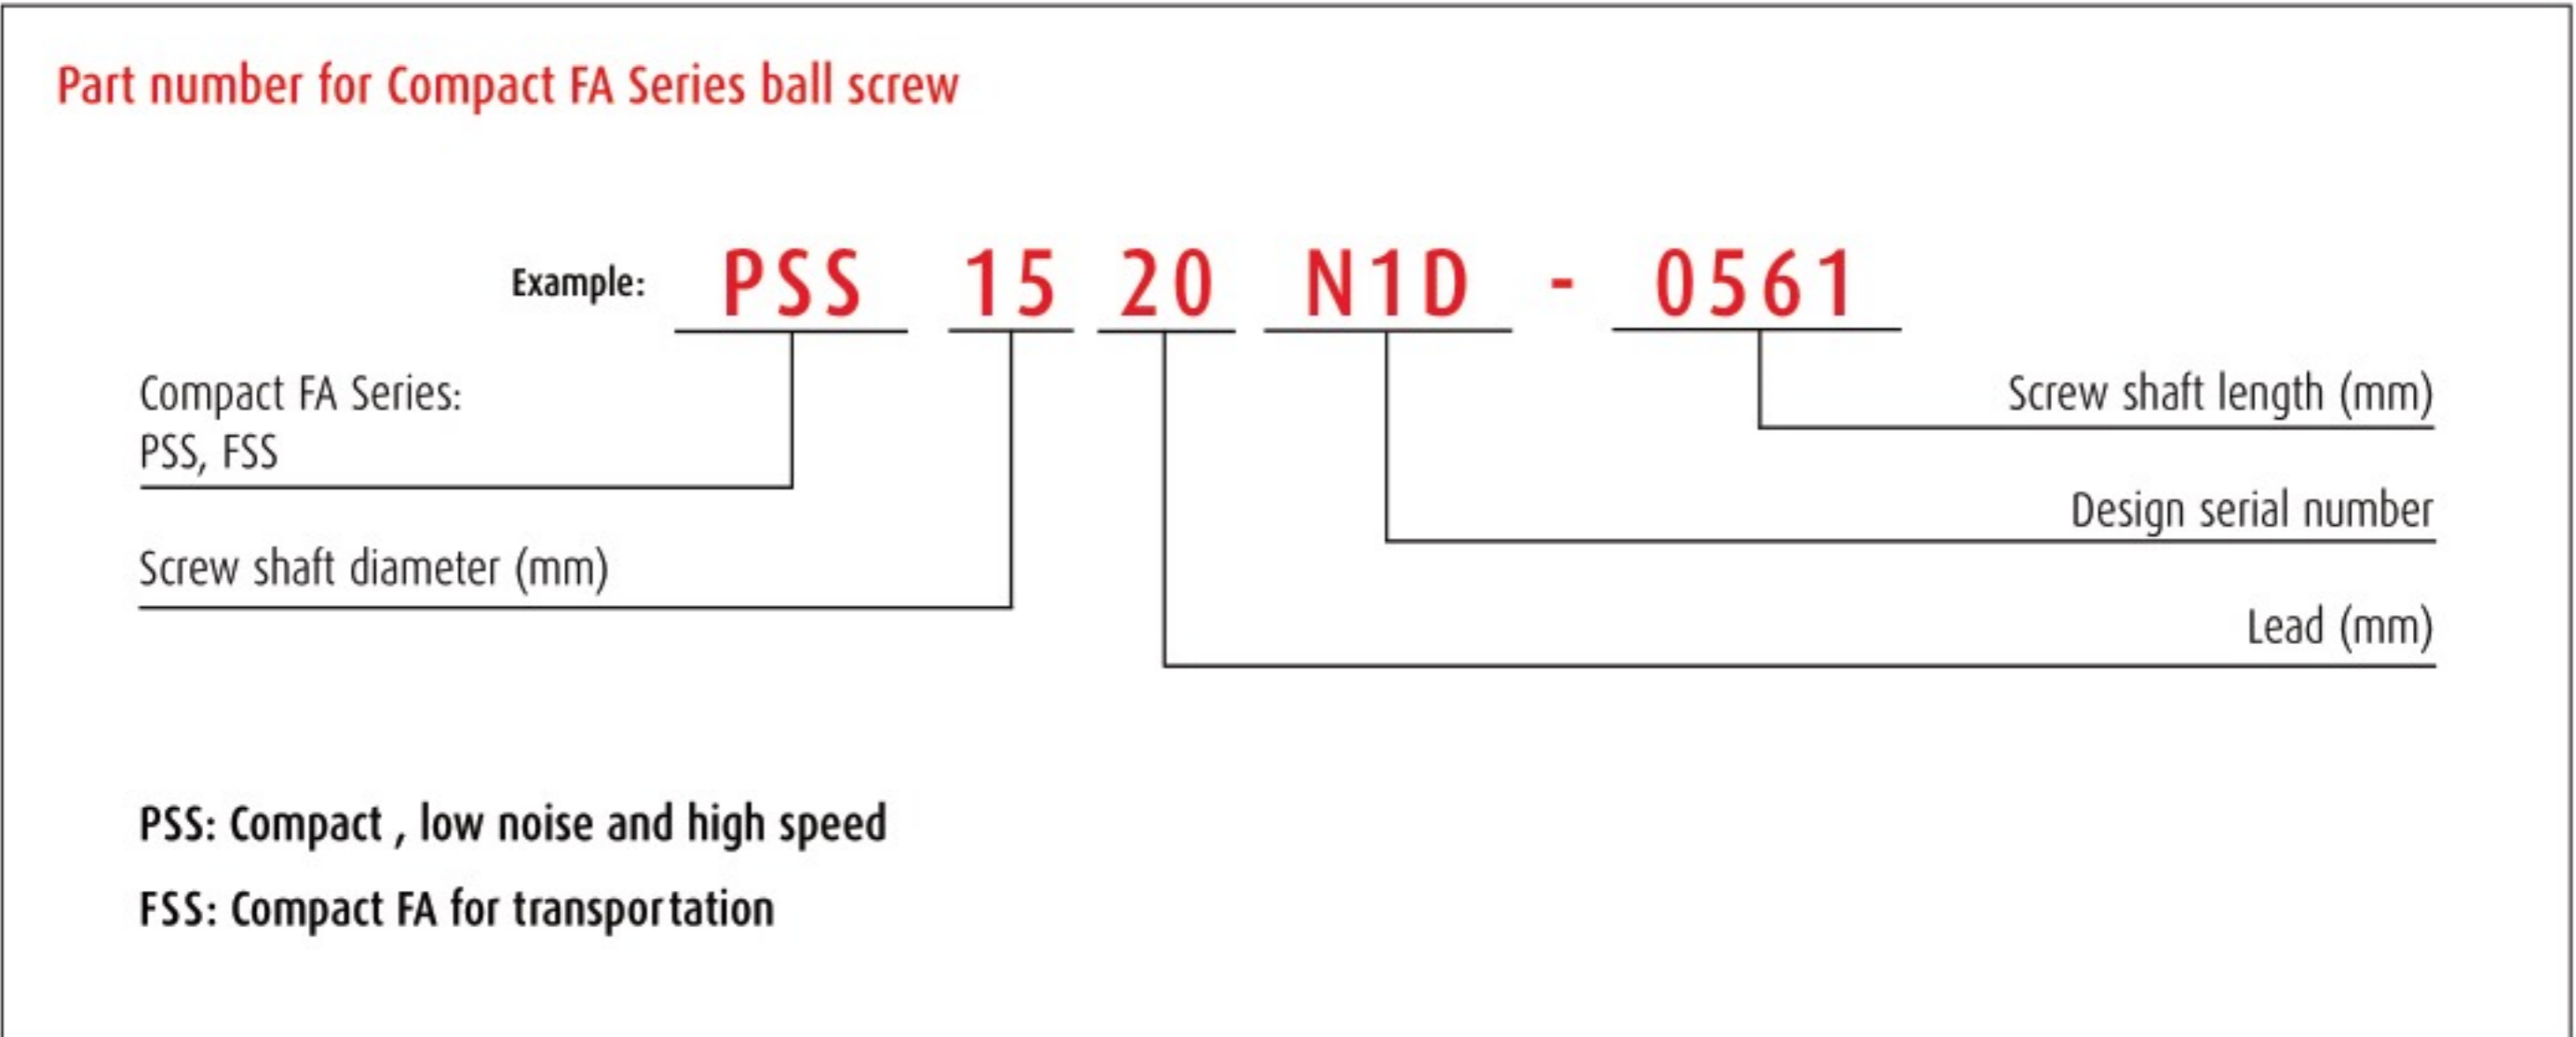 Part number for Compact FA Series ball screw
Example: PSS 15 20 N1D - 0561
Compact FA Series:
PSS, FSS
Screw shaft length (mm)
Design serial number
Screw shaft diameter (mm)
Lead (mm)
PSS: Compact , low noise and high speed
FSS: Compact FA for transportation